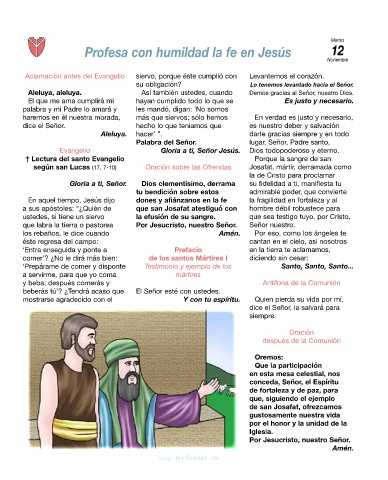 Martes
12
Noviembre
Profesa con humildad la fe en Jesús
Aclamación antes del Evangelio
Aleluya, aleluya.
El que me ama cumplirá mi
palabra y mi Padre lo amará y
haremos en él nuestra morada,
dice el Señor.
Aleluya.
Evangelio
† Lectura del santo Evangelio
según san Lucas (17, 7-10)
Gloria a ti, Señor.
En aquel tiempo, Jesús dijo
a sus apóstoles: "¿Quién de
ustedes, si tiene un siervo
que labra la tierra o pastorea
los rebaños, le dice cuando
éste regresa del campo:
'Entra enseguida y ponte a
comer'? ¿No le dirá más bien:
'Prepárame de comer y disponte
a servirme, para que yo coma
y beba; después comerás y
beberás tú'? ¿Tendrá acaso que
mostrarse agradecido con el
siervo, porque éste cumplió con
su obligación?
Así también ustedes, cuando
hayan cumplido todo lo que se
les mandó, digan: 'No somos
más que siervos; sólo hemos
hecho lo que teníamos que
hacer' ".
Palabra del Señor.
Gloria a ti, Señor Jesús.
Oración sobre las Ofrendas
Dios clementísimo, derrama
tu bendición sobre estos
dones y afiánzanos en la fe
que san Josafat atestiguó con
la efusión de su sangre.
Por Jesucristo, nuestro Señor.
Amén.
Prefacio
de los santos Mártires I
Testimonio y ejemplo de los
mártires
El Señor esté con ustedes.
Y con tu espíritu.
Levantemos el corazón.
Lo tenemos levantado hacia el Señor.
Demos gracias al Señor, nuestro Dios.
Es justo y necesario.
En verdad es justo y necesario,
es nuestro deber y salvación
darte gracias siempre y en todo
lugar, Señor, Padre santo,
Dios todopoderoso y eterno.
Porque la sangre de san
Josafat, mártir, derramada como
la de Cristo para proclamar
su fidelidad a ti, manifiesta tu
admirable poder, que convierte
la fragilidad en fortaleza y al
hombre débil robustece para
que sea testigo tuyo, por Cristo,
Señor nuestro.
Por eso, como los ángeles te
cantan en el cielo, así nosotros
en la tierra te aclamamos,
diciendo sin cesar:
Santo, Santo, Santo...
Antífona de la Comunión
Quien pierda su vida por mí,
dice el Señor, la salvará para
siempre.
Oración
después de la Comunión
Oremos:
Que la participación
en esta mesa celestial, nos
conceda, Señor, el Espíritu
de fortaleza y de paz, para
que, siguiendo el ejemplo
de san Josafat, ofrezcamos
gustosamente nuestra vida
por el honor y la unidad de la
Iglesia.
Por Jesucristo, nuestro Señor.
Amén.